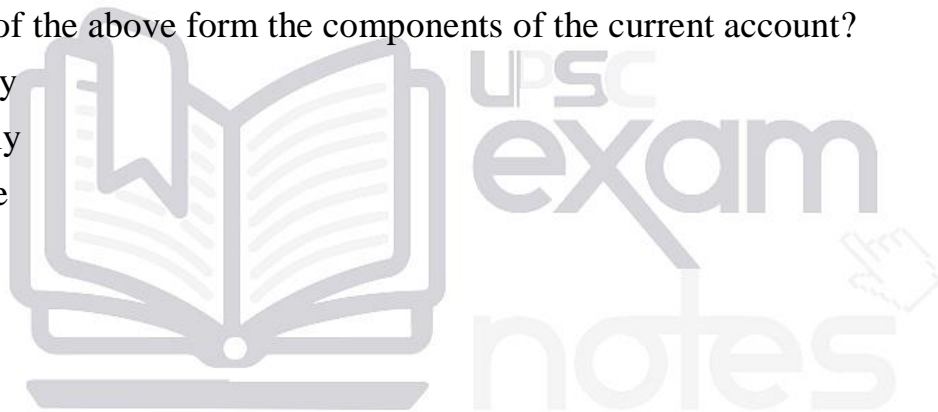 of the above form the components of the current account?
y
y
e
UPSC
exam
notes